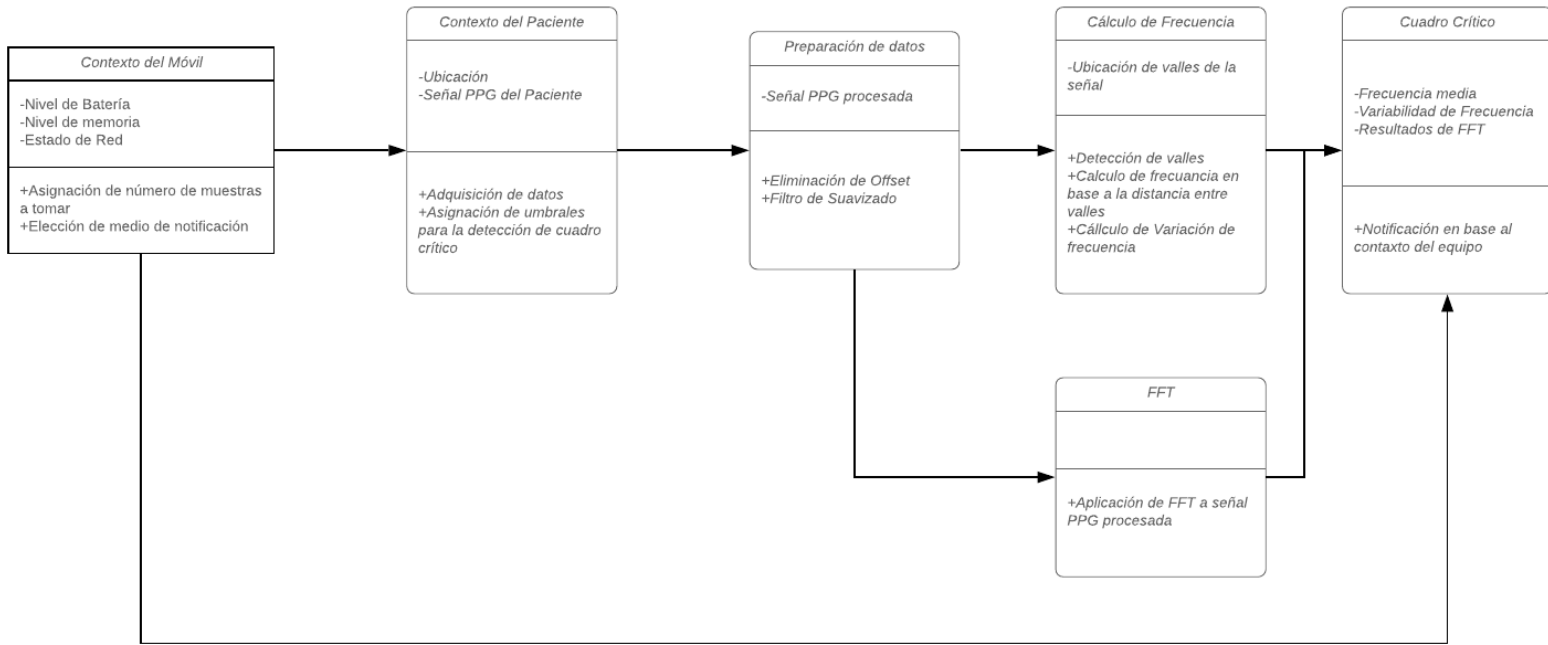 Contexto del Móvil
-Nivel de Batería
-Nivel de memoria
-Estado de Red
+Asignación de número de muestras
a tomar
+Elección de medio de notificación
Contexto del Paciente
-Ubicación
-Señal PPG del Paciente
+Adquisición de datos
+Asignación de umbrales
para la detección de cuadro
crítico
Preparación de datos
-Señal PPG procesada
+Eliminación de Offset
+Filtro de Suavizado
Cálculo de Frecuencia
-Ubicación de valles de la
señal
+Detección de valles
+Calculo de frecuancia en
base a la distancia entre
valles
+Cállculo de Variación de
frecuencia
FFT
+Aplicación de FFT a señal
PPG procesada
Cuadro Crítico
-Frecuencia media
-Variabilidad de Frecuencia
-Resultados de FFT
+Notificación en base al
contaxto del equipo